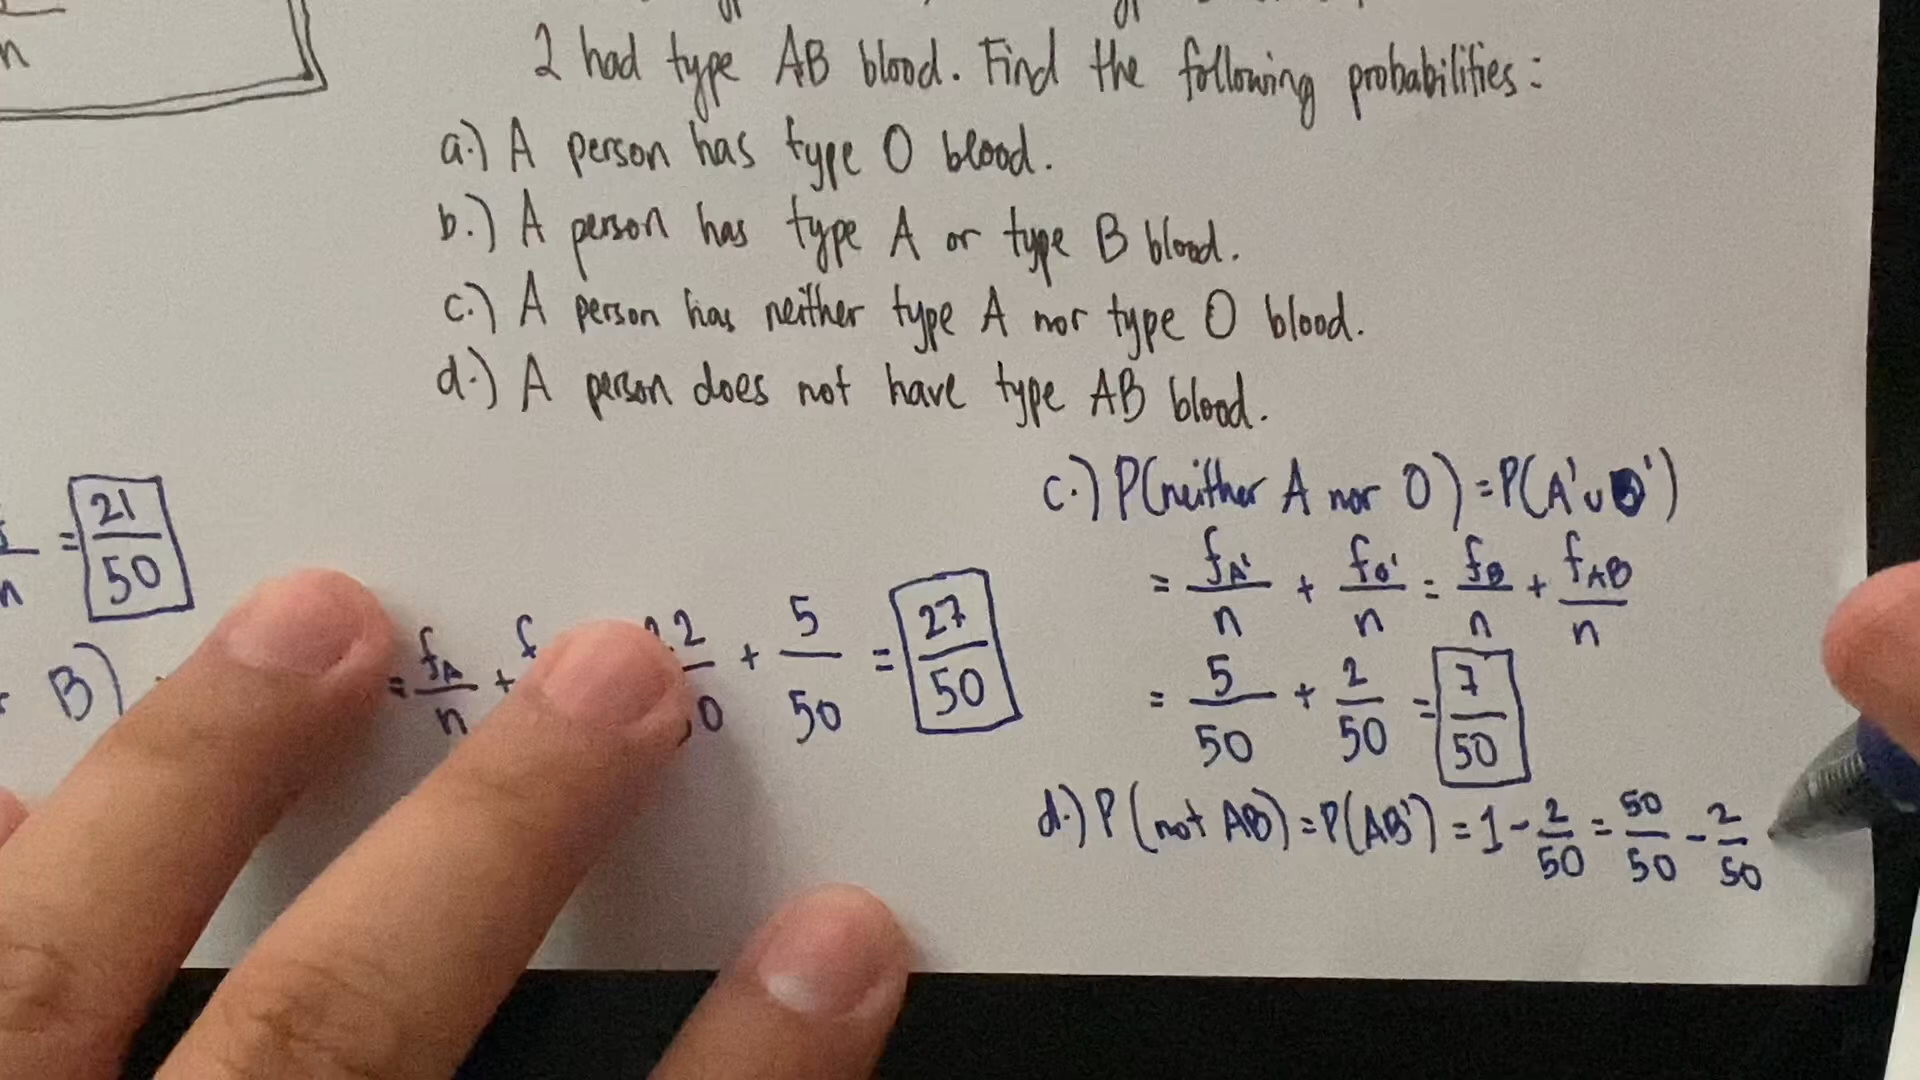 n
2 had type AB blood. Find the following probabilities:
a.) A person has type O blood.
b.) A person has type A or type B blood.
c.) A person has neither type A nor type O blood.
d.) A person does not have type AB blood.
n = 21/50
B) = fA/n + f 2 + 5/50 = 27/50
c.) P(neither A nor O) = P(A'∪O')
= fA'/n + fO'/n = fB/n + fAB/n
= 5/50 + 2/50 = 7/50
d.) P(not AB) = P(AB') = 1 - 2/50 = 50/50 - 2/50